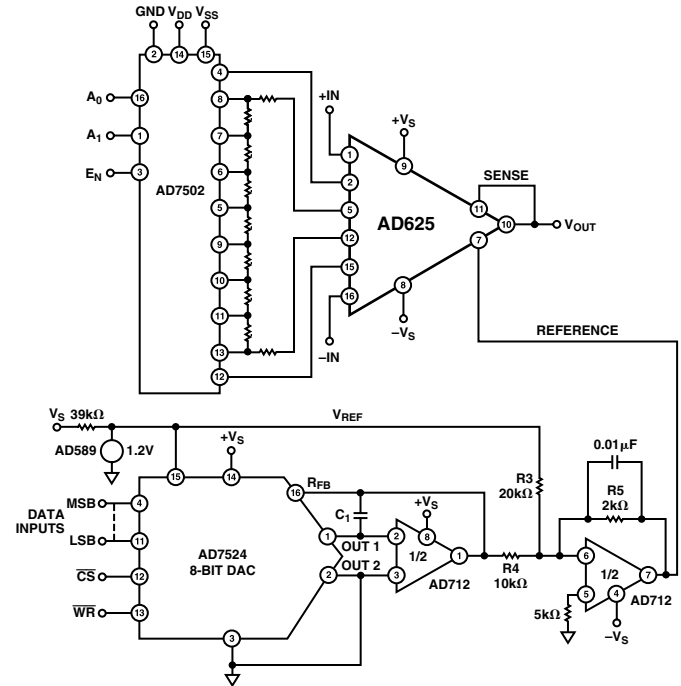 GND VDD VSS
2 14 15
A0 16
A1 1
EN 3
AD7502
4
8
7
6
5
9
10
11
13
12
+IN
+VS
1
9
2
5
12
15
16
AD625
SENSE
11
10 VOUT
7
8
–VS
–IN
REFERENCE
VS 39kΩ
VREF
AD589 1.2V
+VS
15 14
DATA INPUTS
MSB 4
LSB 11
CS 12
WR 13
AD7524
8-BIT DAC
3
16 RFB
C1
1 OUT 1
2 OUT 2
+VS
2 8
3
1/2
1
AD712
R3
20kΩ
R4
10kΩ
0.01µF
R5
2kΩ
6
5
1/2
7
4
AD712
5kΩ
–VS